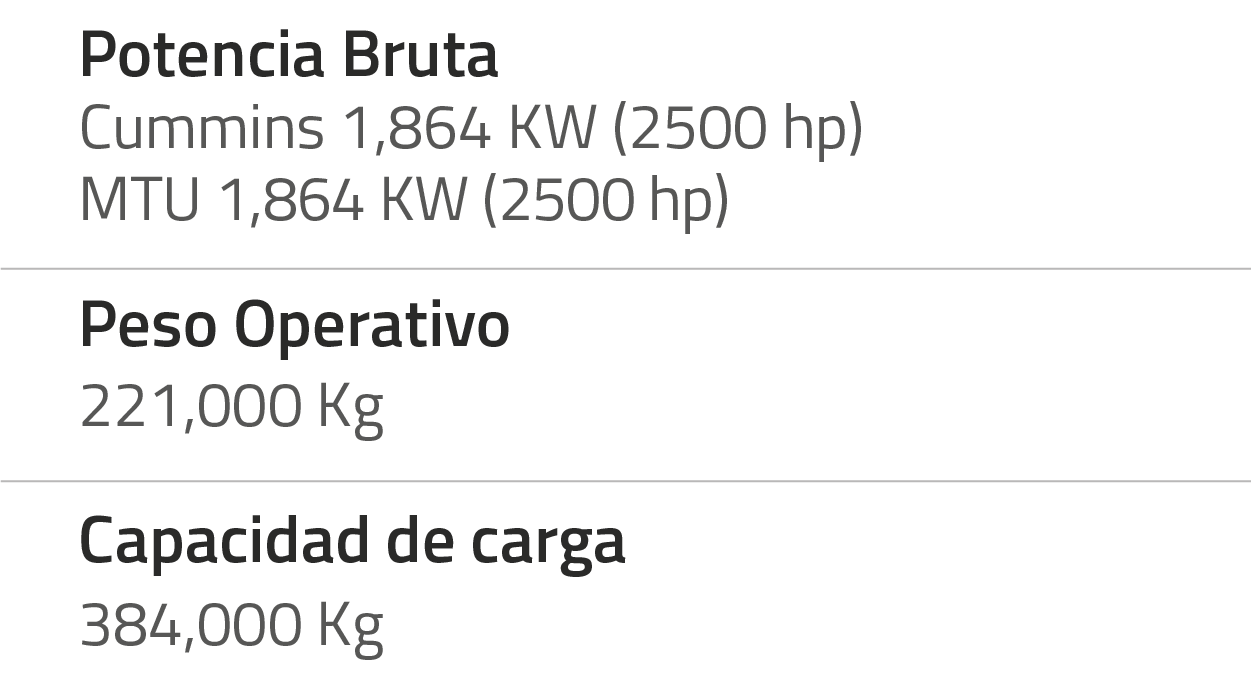 Potencia Bruta
Cummins 1,864 KW (2500 hp)
MTU 1,864 KW (2500 hp)
Peso Operativo
221,000 Kg
Capacidad de carga
384,000 Kg